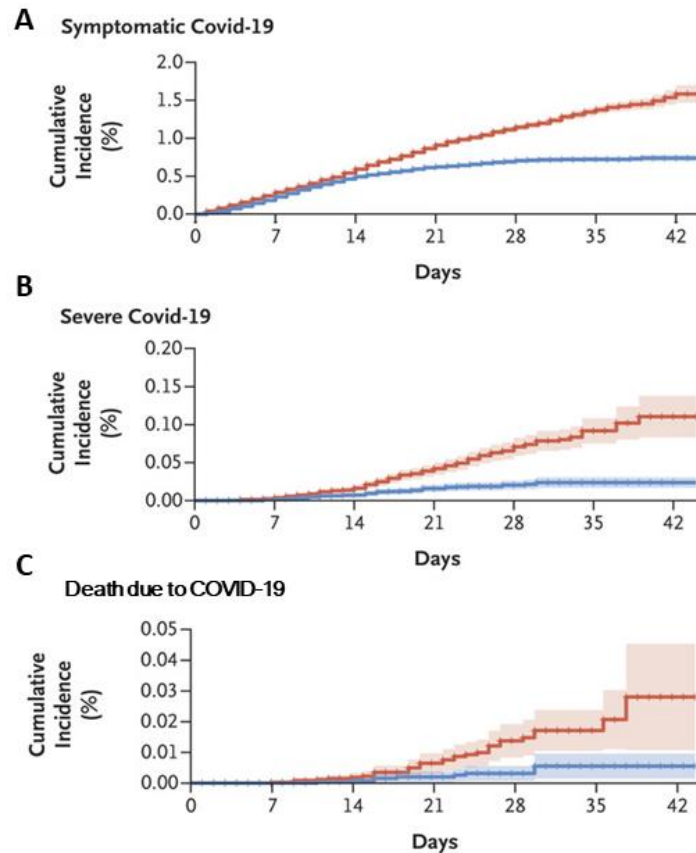 A Symptomatic Covid-19
Cumulative
Incidence
(%)
2.0
1.5
1.0
0.5
0.0
0 7 14 21 28 35 42
Days
B
Severe Covid-19
Cumulative
Incidence
(%)
0.20
0.15
0.10
0.05
0.00
0 7 14 21 28 35 42
Days
C
Death due to COVID-19
Cumulative
Incidence
(%)
0.05
0.04
0.03
0.02
0.01
0.00
0 7 14 21 28 35 42
Days